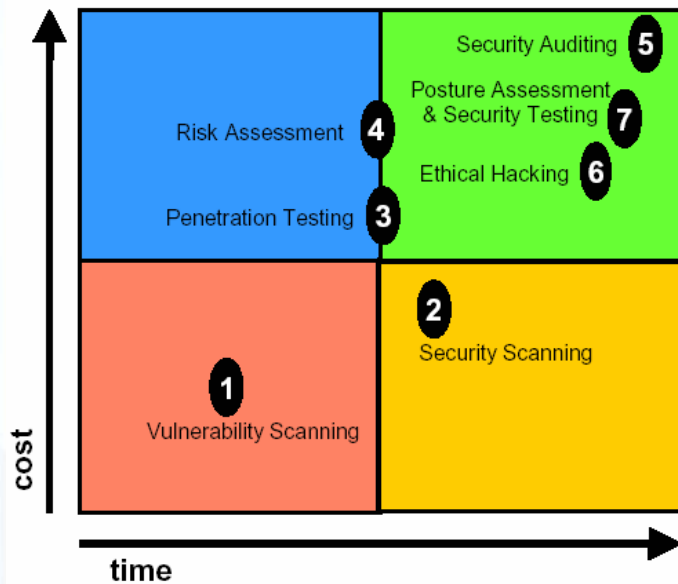 Security Auditing 5
Posture Assessment
& Security Testing 7
Risk Assessment 4
Ethical Hacking 6
Penetration Testing 3
2
Security Scanning
1
Vulnerability Scanning
cost
time